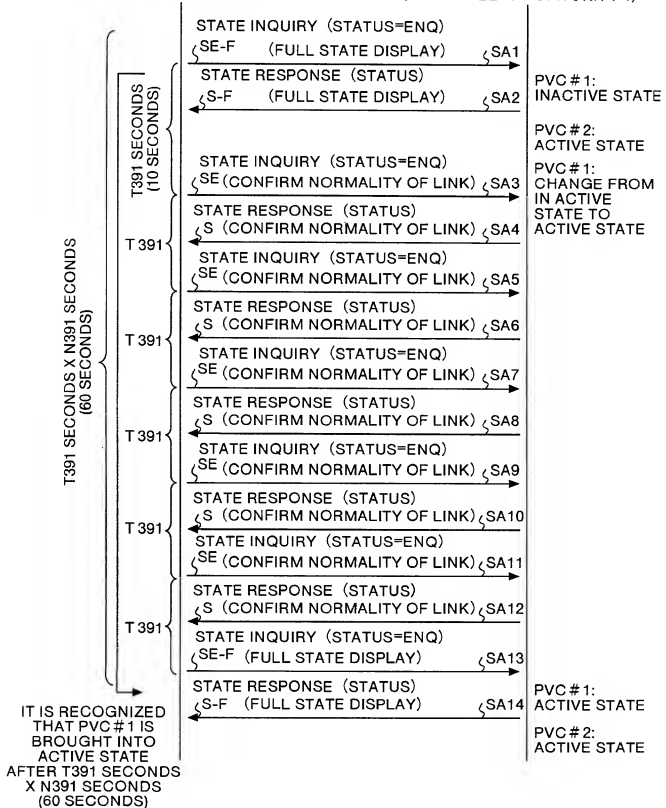 STATE INQUIRY (STATUS=ENQ)
SE-F (FULL STATE DISPLAY) SA1
STATE RESPONSE (STATUS)
S-F (FULL STATE DISPLAY) SA2
PVC#1:
INACTIVE STATE
PVC#2:
ACTIVE STATE
T391 SECONDS
(10 SECONDS)
STATE INQUIRY (STATUS=ENQ)
SE (CONFIRM NORMALITY OF LINK) SA3
PVC#1:
CHANGE FROM
IN ACTIVE
STATE TO
ACTIVE STATE
STATE RESPONSE (STATUS)
S (CONFIRM NORMALITY OF LINK) SA4
T391
STATE INQUIRY (STATUS=ENQ)
SE (CONFIRM NORMALITY OF LINK) SA5
STATE RESPONSE (STATUS)
S (CONFIRM NORMALITY OF LINK) SA6
T391
STATE INQUIRY (STATUS=ENQ)
SE (CONFIRM NORMALITY OF LINK) SA7
T391 SECONDS X N391 SECONDS
(60 SECONDS)
STATE RESPONSE (STATUS)
S (CONFIRM NORMALITY OF LINK) SA8
T391
STATE INQUIRY (STATUS=ENQ)
SE (CONFIRM NORMALITY OF LINK) SA9
STATE RESPONSE (STATUS)
S (CONFIRM NORMALITY OF LINK) SA10
T391
STATE INQUIRY (STATUS=ENQ)
SE (CONFIRM NORMALITY OF LINK) SA11
STATE RESPONSE (STATUS)
S (CONFIRM NORMALITY OF LINK) SA12
T391
STATE INQUIRY (STATUS=ENQ)
SE-F (FULL STATE DISPLAY) SA13
STATE RESPONSE (STATUS)
S-F (FULL STATE DISPLAY) SA14
PVC#1:
ACTIVE STATE
PVC#2:
ACTIVE STATE
IT IS RECOGNIZED
THAT PVC#1 IS
BROUGHT INTO
ACTIVE STATE
AFTER T391 SECONDS
X N391 SECONDS
(60 SECONDS)